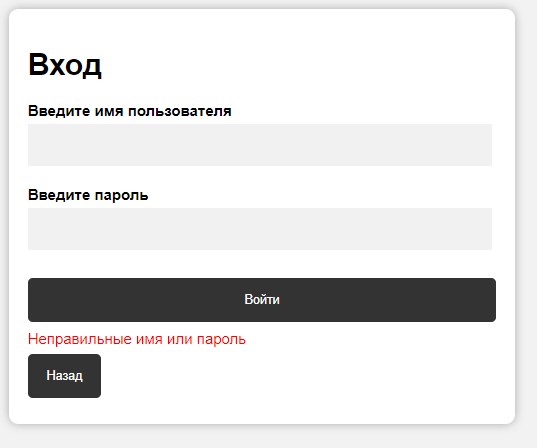 Вход
Введите имя пользователя
Введите пароль
Войти
Неправильные имя или пароль
Назад